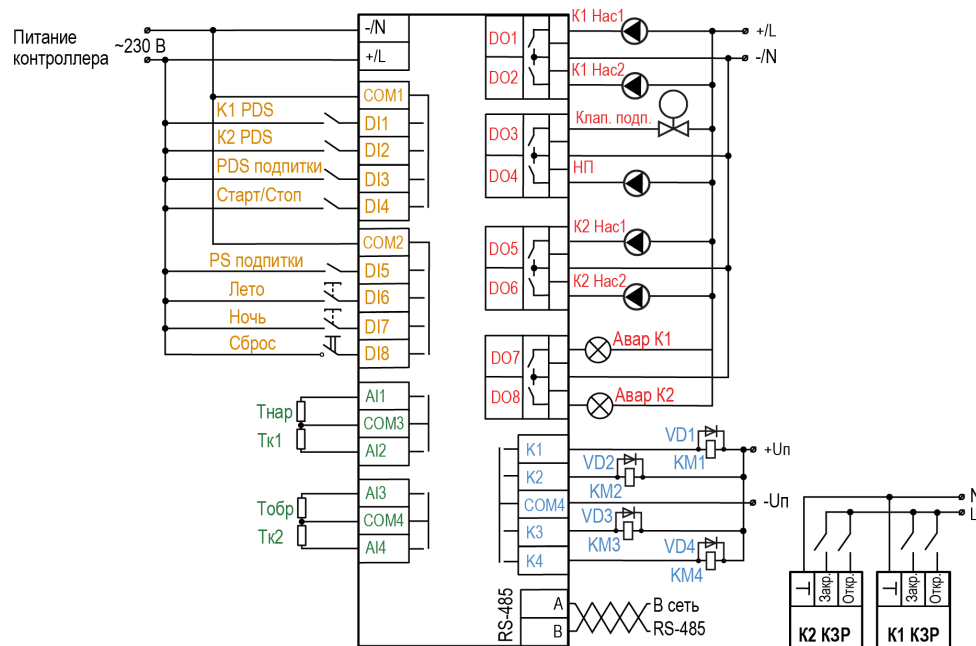 Питание
контроллера
~230 В
-/N
+/L
COM1
К1 PDS
DI1
К2 PDS
DI2
PDS подпитки
DI3
Старт/Стоп
DI4
COM2
PS подпитки
DI5
Лето
DI6
Ночь
DI7
Сброс
DI8
Тнар
AI1
COM3
Тк1
AI2
Тобр
AI3
COM4
Тк2
AI4
DO1
К1 Нас1
+/L
-/N
DO2
К1 Нас2
DO3
Клап. подп.
DO4
НП
DO5
К2 Нас1
DO6
К2 Нас2
DO7
Авар К1
DO8
Авар К2
K1
VD1
KM1
+Uп
K2
VD2
KM2
COM4
-Uп
K3
VD3
KM3
K4
VD4
KM4
RS-485
A
B
В сеть
RS-485
N
L
Закр.
Откр.
К2 КЗР
Закр.
Откр.
К1 КЗР